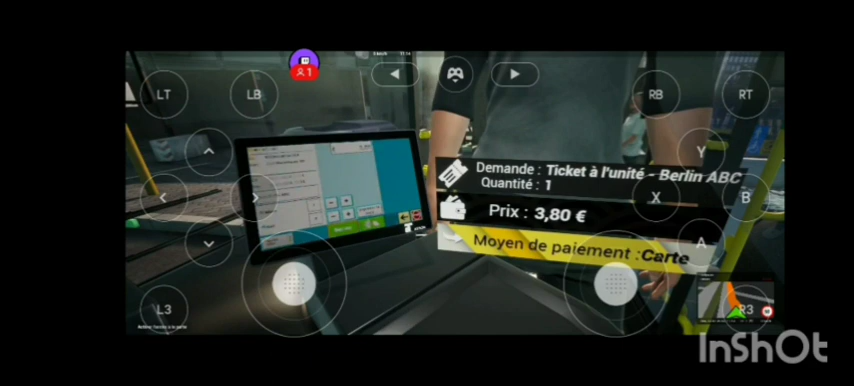 1
LT
LB
RB
RT
Y
X
B
A
Demande : Ticket à l'unité - Berlin ABC
Quantité : 1
Prix : 3,80 €
Moyen de paiement :Carte
L3
R3
InShOt